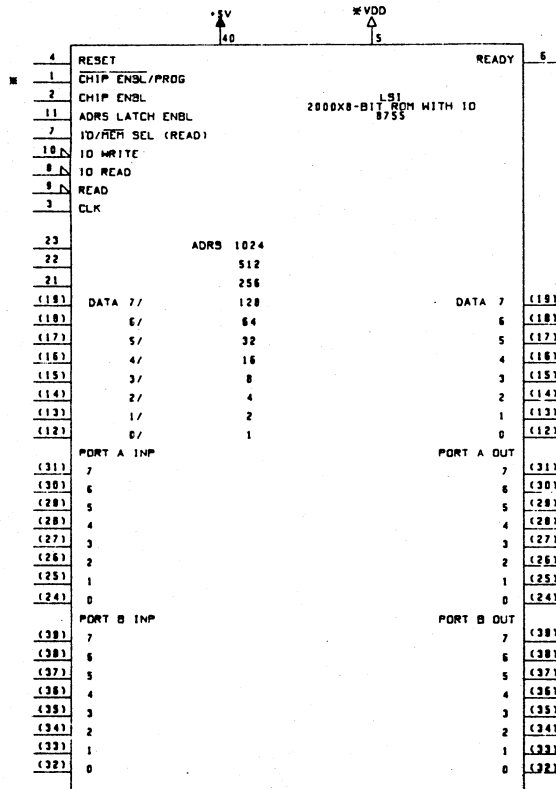 +5V ※VDD
40 5
4 RESET READY 6
※ 1 CHIP ENBL/PROG
2 CHIP ENBL
LSI
11 ADRS LATCH ENBL 2000X8-BIT ROM WITH IO
7 IO/MEM SEL (READ) 8755
10 IO WRITE
8 IO READ
9 READ
3 CLK
23 ADRS 1024
22 512
21 256
(19) DATA 7/ 128 DATA 7 (19)
(18) 6/ 64 6 (18)
(17) 5/ 32 5 (17)
(16) 4/ 16 4 (16)
(15) 3/ 8 3 (15)
(14) 2/ 4 2 (14)
(13) 1/ 2 1 (13)
(12) 0/ 1 0 (12)
PORT A INP PORT A OUT
(31) 7 7 (31)
(30) 6 6 (30)
(29) 5 5 (29)
(28) 4 4 (28)
(27) 3 3 (27)
(26) 2 2 (26)
(25) 1 1 (25)
(24) 0 0 (24)
PORT B INP PORT B OUT
(39) 7 7 (39)
(38) 6 6 (38)
(37) 5 5 (37)
(36) 4 4 (36)
(35) 3 3 (35)
(34) 2 2 (34)
(33) 1 1 (33)
(32) 0 0 (32)